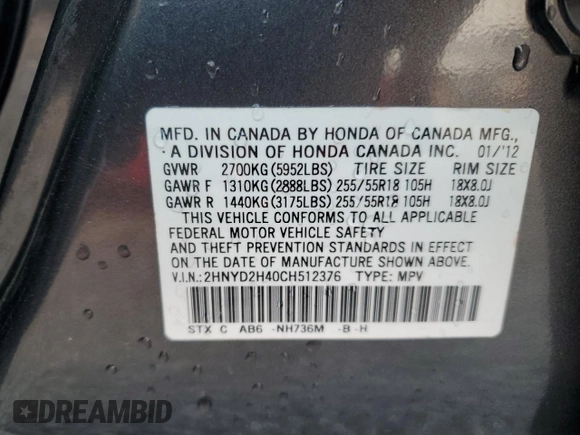 MFD. IN CANADA BY HONDA OF CANADA MFG.,
A DIVISION OF HONDA CANADA INC. 01/'12
GVWR 2700KG(5952LBS) TIRE SIZE RIM SIZE
GAWR F 1310KG(2888LBS) 255/55R18 105H 18X8.0J
GAWR R 1440KG(3175LBS) 255/55R18 105H 18X8.0J
THIS VEHICLE CONFORMS TO ALL APPLICABLE
FEDERAL MOTOR VEHICLE SAFETY
AND THEFT PREVENTION STANDARDS IN EFFECT
ON THE DATE OF MANUFACTURE SHOWN ABOVE.
V.I.N.:2HNYD2H40CH512376 TYPE: MPV
STX C AB6 -NH736M -B-H
DREAMBID